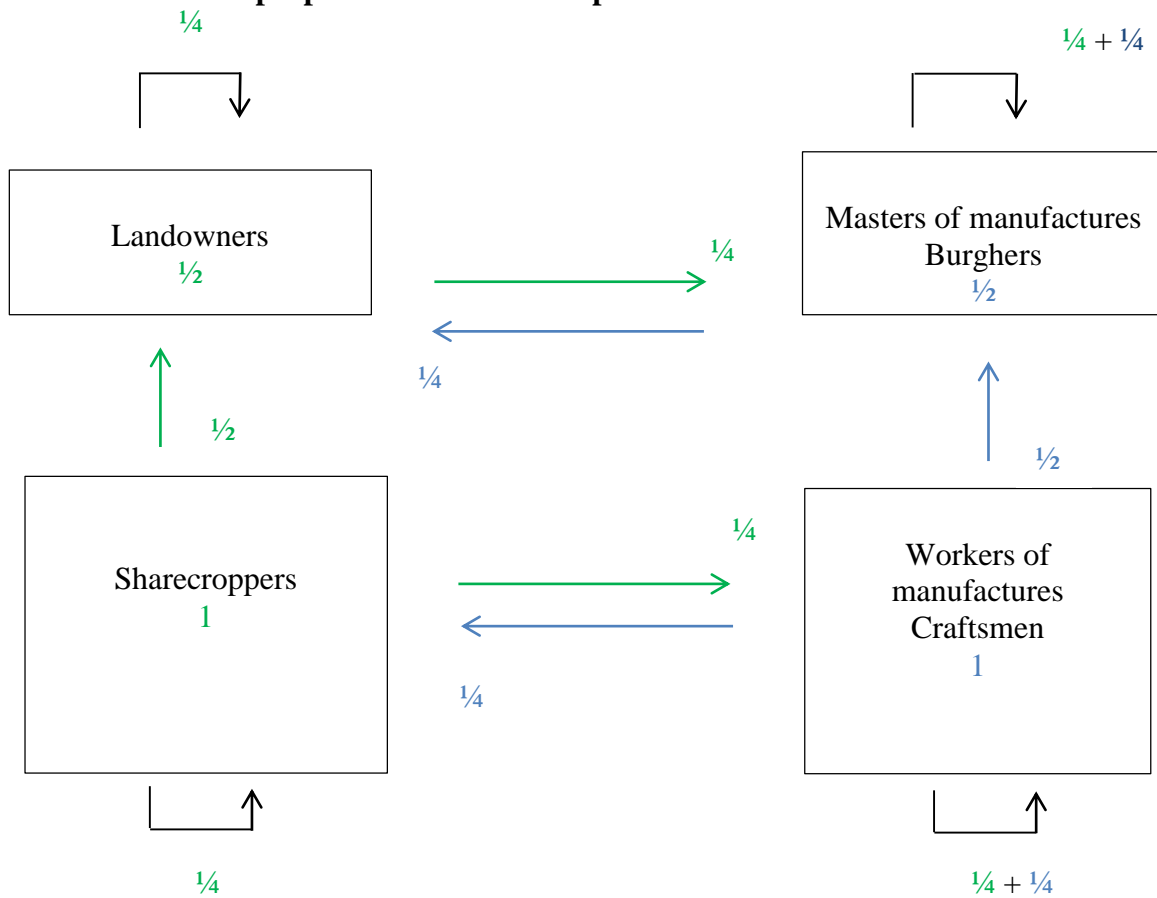 ¼
¼ + ¼
Landowners
½
Masters of manufactures
Burghers
½
¼
¼
½
½
Sharecroppers
1
¼
Workers of
manufactures
Craftsmen
1
¼
¼
¼ + ¼